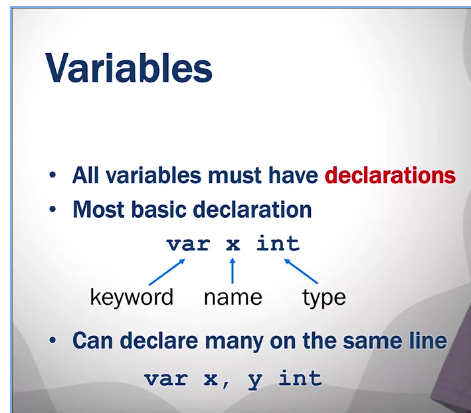 Variables
• All variables must have declarations
• Most basic declaration
var x int
keyword name type
• Can declare many on the same line
var x, y int